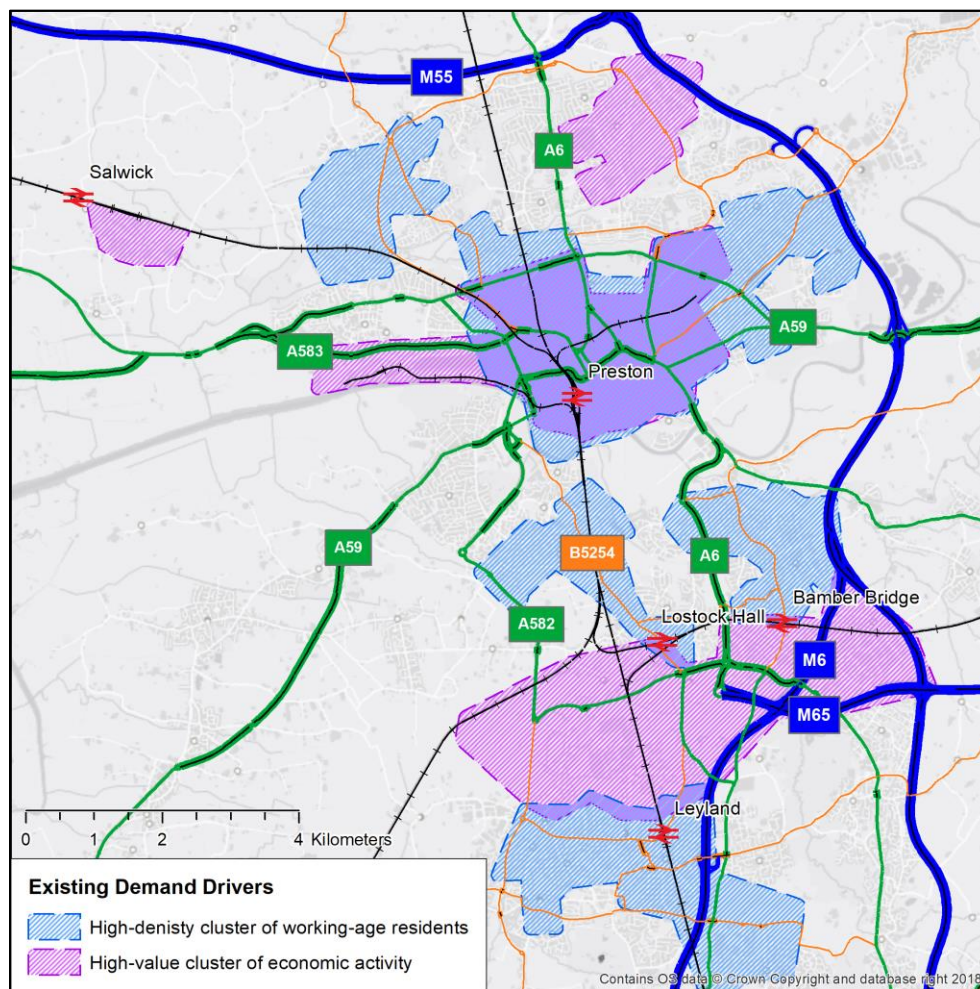 M55
A6
Salwick
A59
A583
Preston
A59
B5254
A6
Bamber Bridge
Lostock Hall
A582
M6
M65
Leyland
0 1 2 4 Kilometers
Existing Demand Drivers
High-denisty cluster of working-age residents
High-value cluster of economic activity
Contains OS data © Crown Copyright and database right 2018